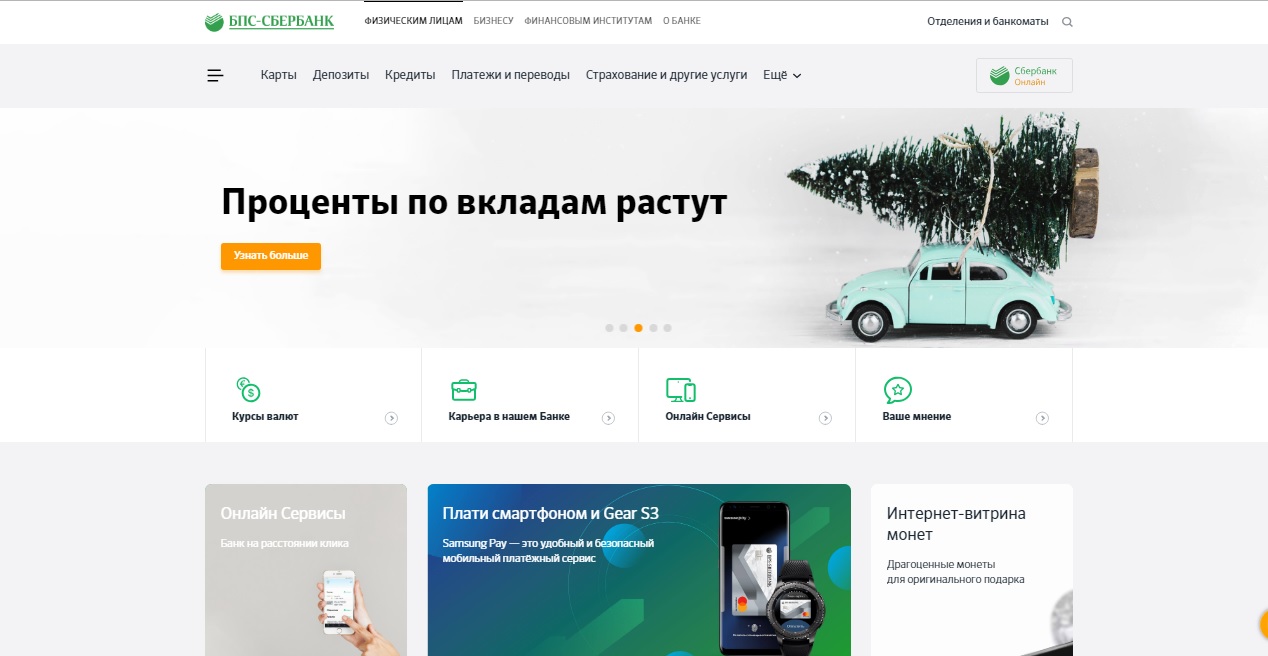 БПС-СБЕРБАНК
ФИЗИЧЕСКИМ ЛИЦАМ БИЗНЕСУ ФИНАНСОВЫМ ИНСТИТУТАМ О БАНКЕ
Отделения и банкоматы
Карты Депозиты Кредиты Платежи и переводы Страхование и другие услуги Ещё
Сбербанк
Онлайн
Проценты по вкладам растут
Узнать больше
Курсы валют
Карьера в нашем Банке
Онлайн Сервисы
Ваше мнение
Онлайн Сервисы
Банк на расстоянии клика
Плати смартфоном и Gear S3
Samsung Pay — это удобный и безопасный
мобильный платёжный сервис
Интернет-витрина
монет
Драгоценные монеты
для оригинального подарка